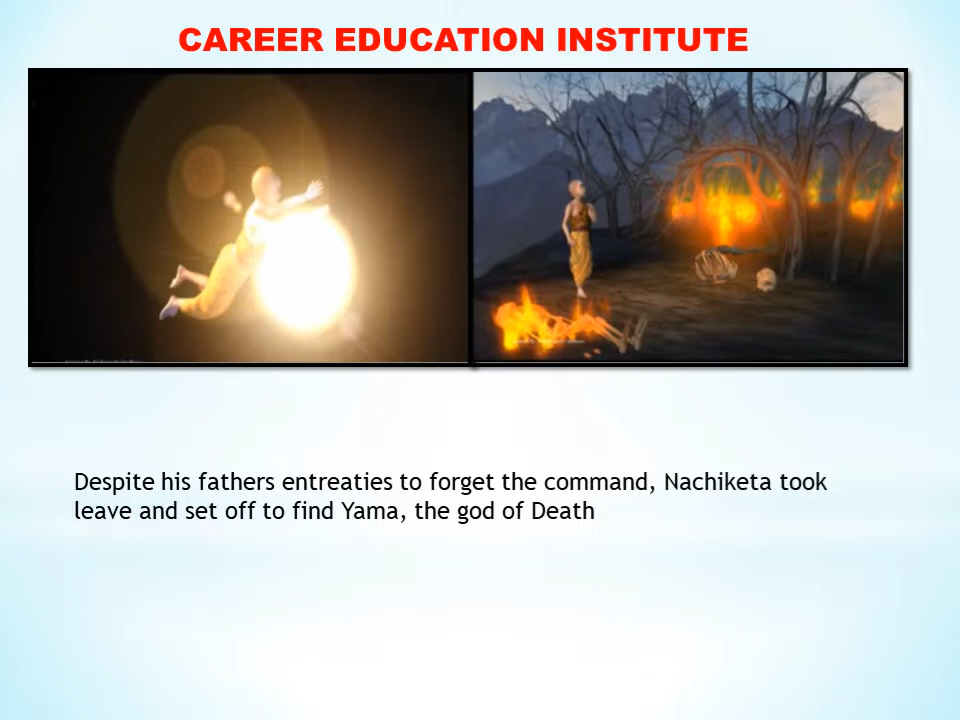 CAREER EDUCATION INSTITUTE
Despite his fathers entreaties to forget the command, Nachiketa took
leave and set off to find Yama, the god of Death